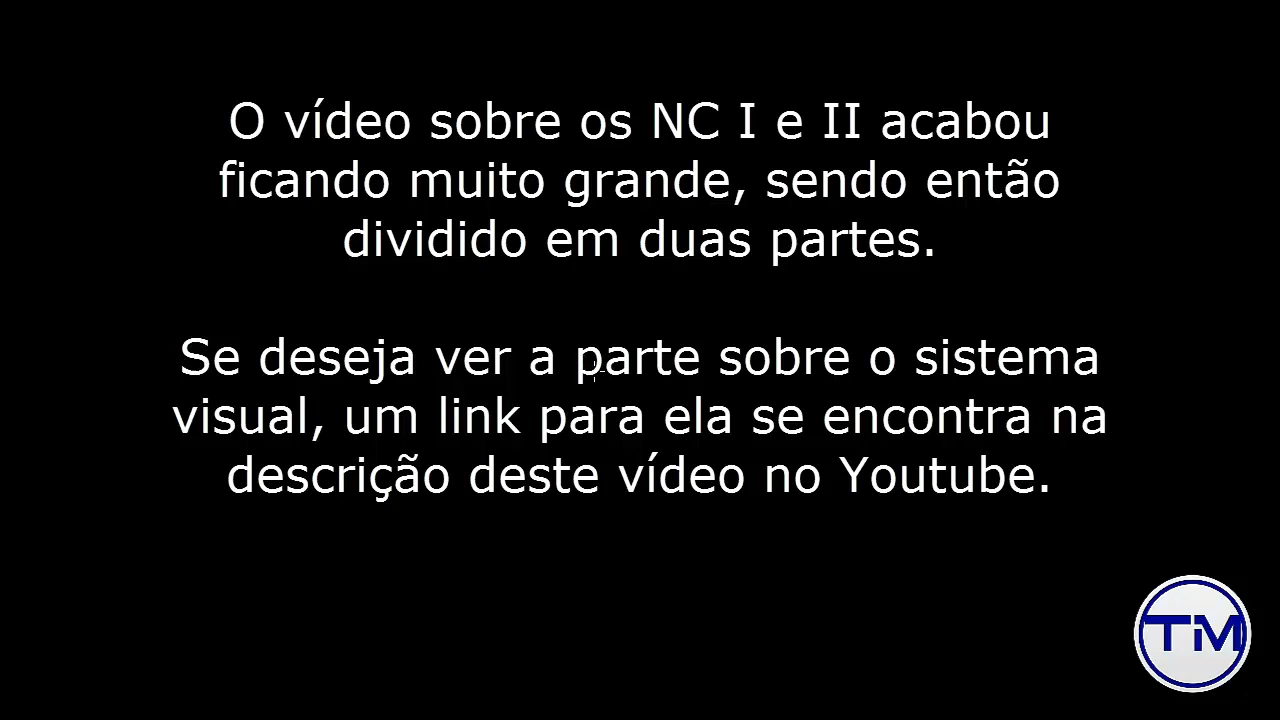 O vídeo sobre os NC I e II acabou
ficando muito grande, sendo então
dividido em duas partes.
Se deseja ver a parte sobre o sistema
visual, um link para ela se encontra na
descrição deste vídeo no Youtube.
TM